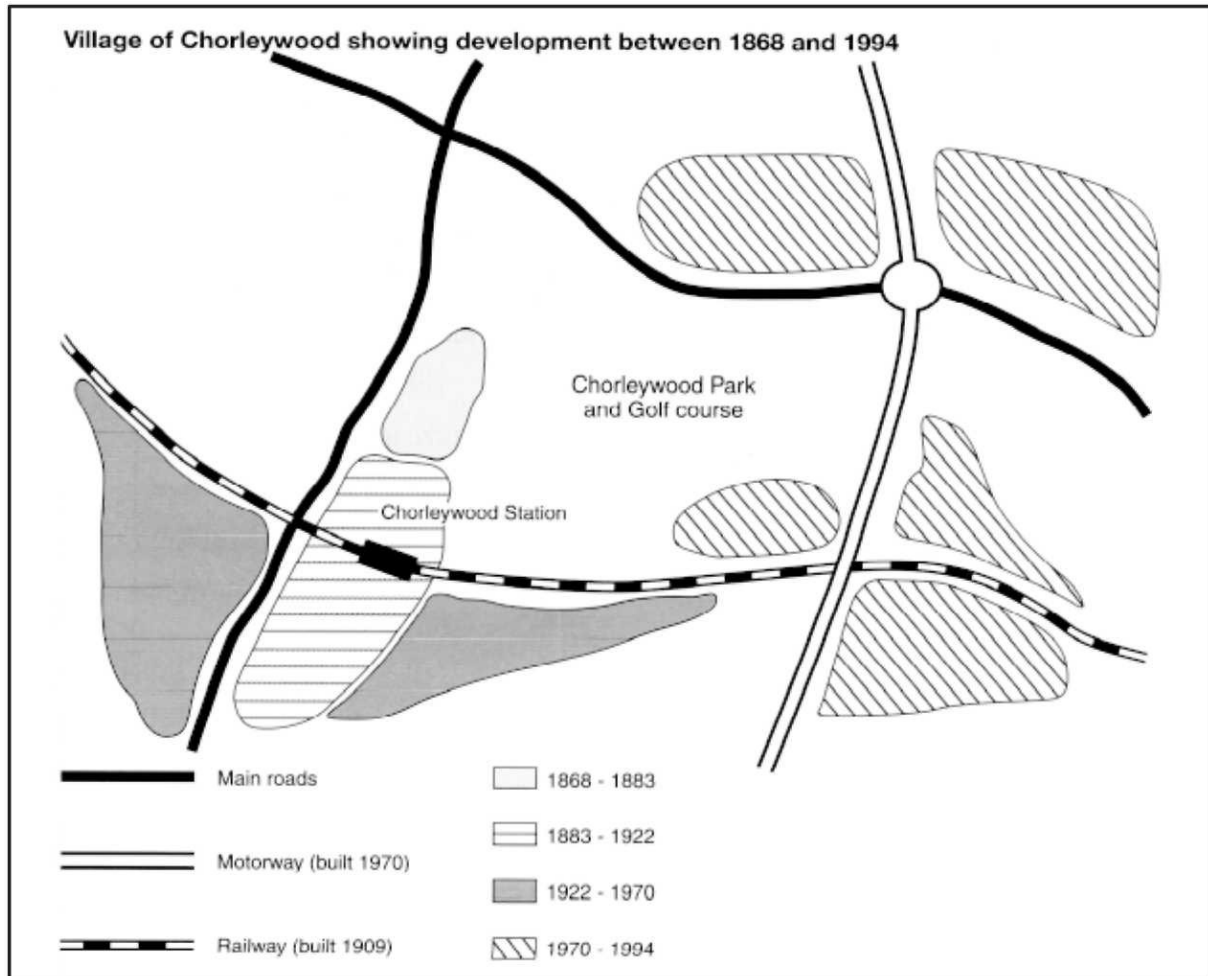 Village of Chorleywood showing development between 1868 and 1994
Chorleywood Park
and Golf course
Chorleywood Station
Main roads
Motorway (built 1970)
Railway (built 1909)
1868 - 1883
1883 - 1922
1922 - 1970
1970 - 1994